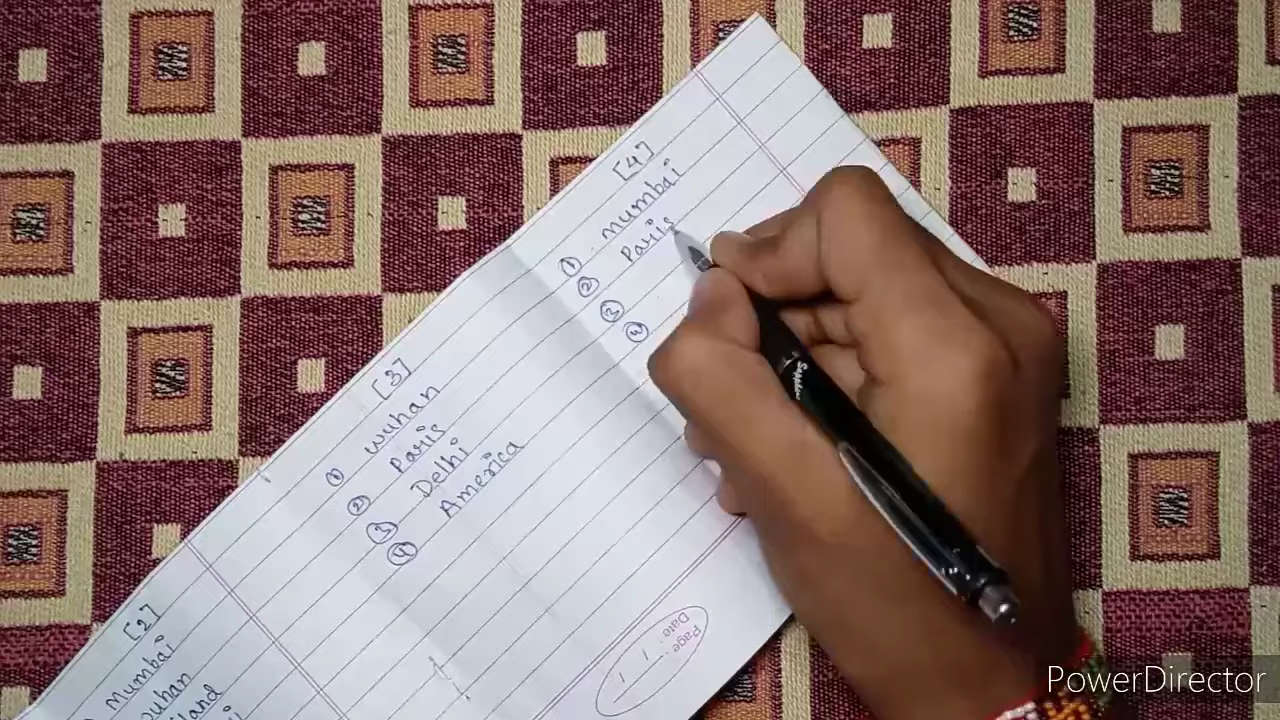 [4]
① Mumbai
② Paris
③
④
[3]
① Wuhan
② Paris
③ Delhi
④ America
[2]
Mumbai
Page:
Date: / /
Sapphire
PowerDirector